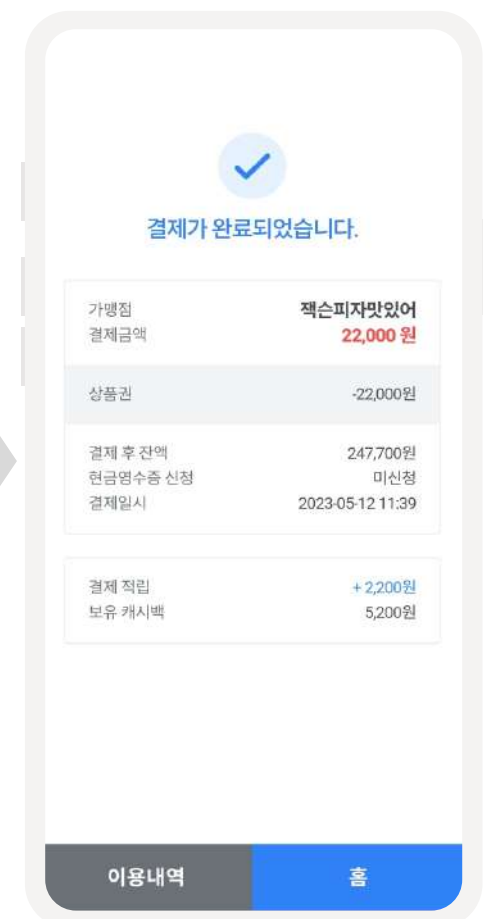 결제가 완료되었습니다.
가맹점 잭슨피자맛있어
결제금액 22,000 원
상품권 -22,000원
결제 후 잔액 247,700원
현금영수증 신청 미신청
결제일시 2023-05-12 11:39
결제 적립 +2,200원
보유 캐시백 5,200원
이용내역 홈